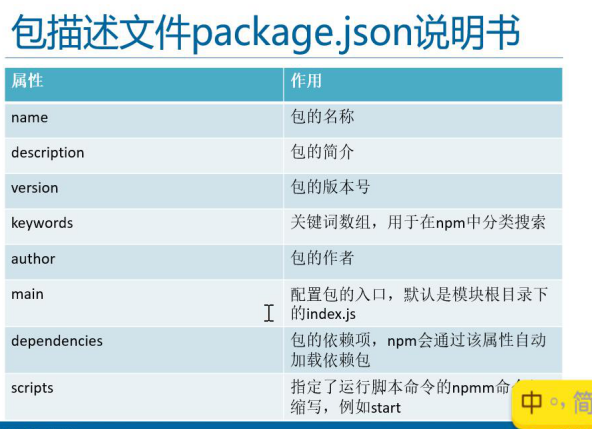 包描述文件package.json说明书
属性 作用
name 包的名称
description 包的简介
version 包的版本号
keywords 关键词数组，用于在npm中分类搜索
author 包的作者
main 配置包的入口，默认是模块根目录下
的index.js
dependencies 包的依赖项，npm会通过该属性自动
加载依赖包
scripts 指定了运行脚本命令的npmm命
缩写，例如start
中 °，简